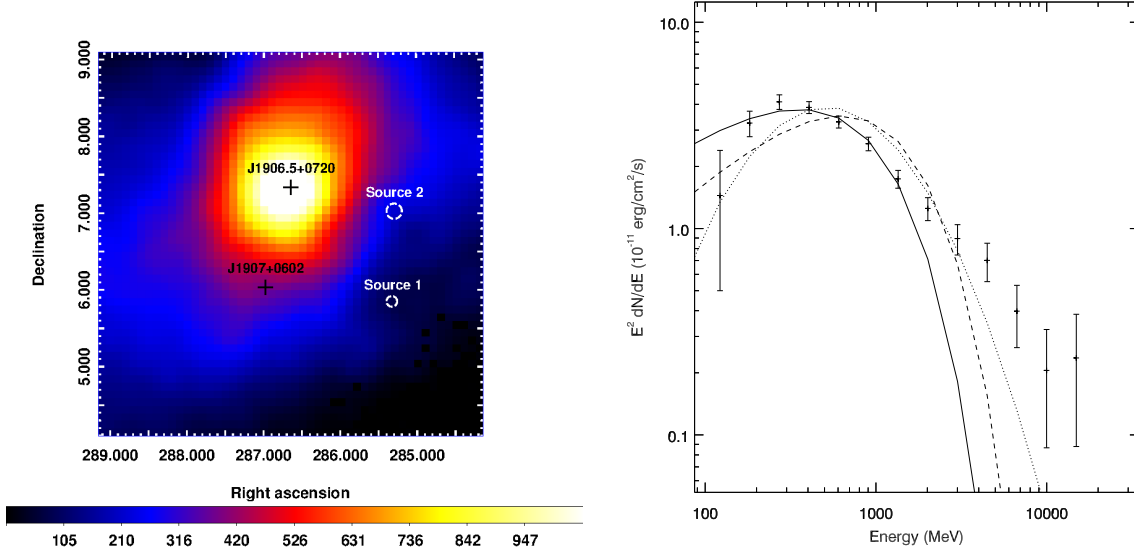 Declination
9.000
8.000
7.000
6.000
5.000
J1906.5+0720
Source 2
J1907+0602
Source 1
289.000 288.000 287.000 286.000 285.000
Right ascension
105 210 316 420 526 631 736 842 947
E² dN/dE (10⁻¹¹ erg/cm²/s)
10.0
1.0
0.1
100 1000 10000
Energy (MeV)